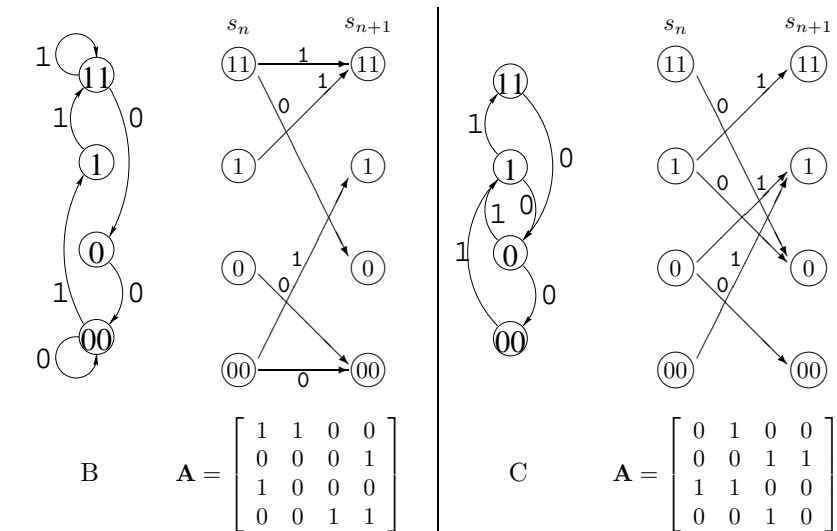 s_n s_{n+1} s_n s_{n+1}
1 11 0 11 1 11 1 0 11 11 0 11 1 11 0
1 1 1 1 1 1 1 0 1 0 1 1
0 0 0 1 0 0 1 0 0 0 1 0 0
1 00 0 00 0 00 00 00 00
B A = C A =
1 1 0 0 0 1 0 0
0 0 0 1 0 0 1 1
1 0 0 0 1 1 0 0
0 0 1 1 0 0 1 0